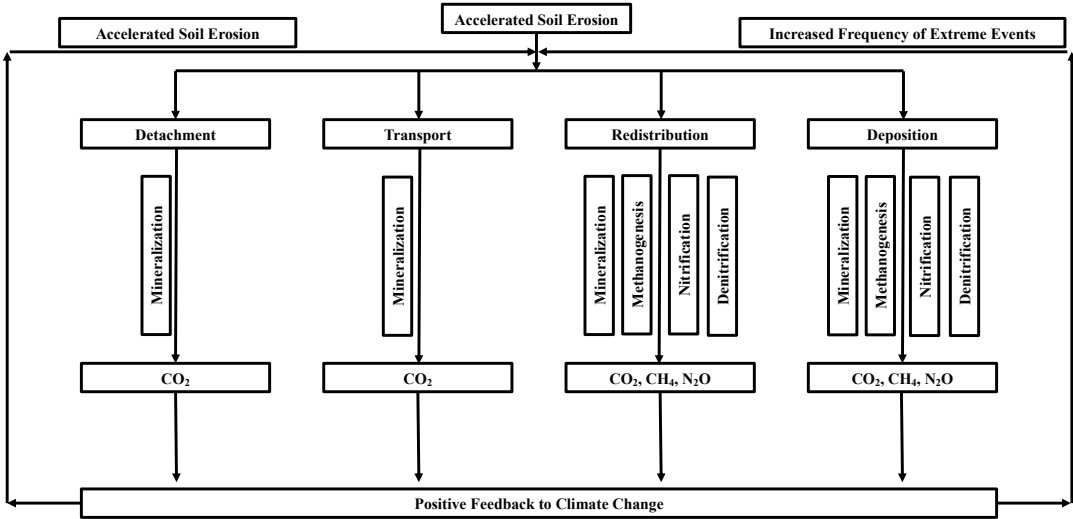 Accelerated Soil Erosion
Accelerated Soil Erosion
Increased Frequency of Extreme Events
Detachment
Transport
Redistribution
Deposition
Mineralization
Mineralization
Mineralization
Methanogenesis
Nitrification
Denitrification
Mineralization
Methanogenesis
Nitrification
Denitrification
CO₂
CO₂
CO₂, CH₄, N₂O
CO₂, CH₄, N₂O
Positive Feedback to Climate Change